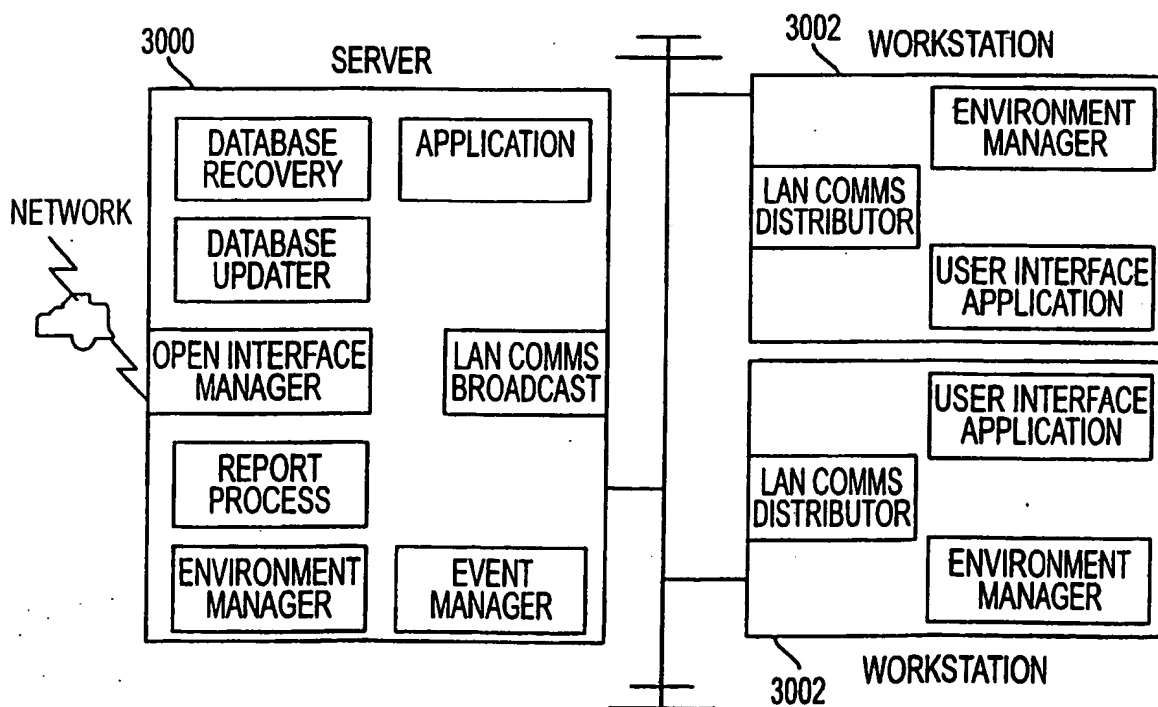 3000
SERVER
DATABASE
RECOVERY
APPLICATION
NETWORK
DATABASE
UPDATER
OPEN INTERFACE
MANAGER
LAN COMMS
BROADCAST
REPORT
PROCESS
ENVIRONMENT
MANAGER
EVENT
MANAGER
3002
WORKSTATION
ENVIRONMENT
MANAGER
LAN COMMS
DISTRIBUTOR
USER INTERFACE
APPLICATION
USER INTERFACE
APPLICATION
LAN COMMS
DISTRIBUTOR
ENVIRONMENT
MANAGER
3002
WORKSTATION